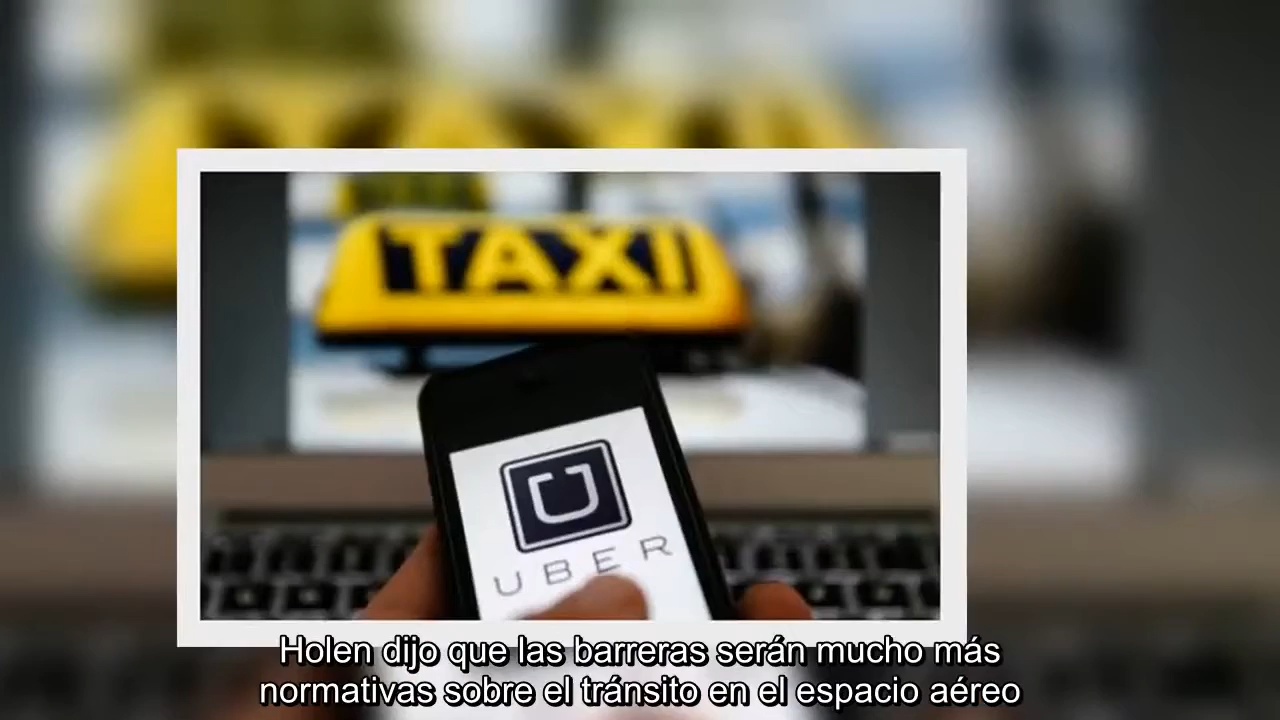 TAXI
U
UBER
Holen dijo que las barreras serán mucho más
normativas sobre el tránsito en el espacio aéreo